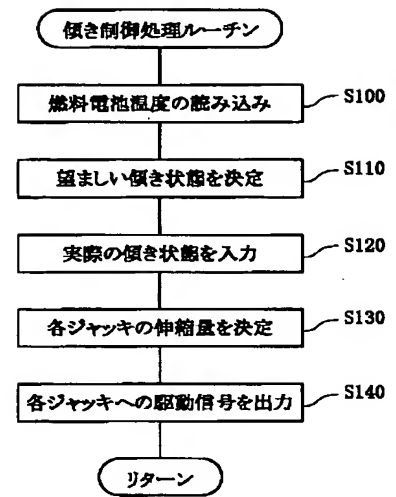 傾き制御処理ルーチン
燃料電池温度の読み込み
S100
望ましい傾き状態を決定
S110
実際の傾き状態を入力
S120
各ジャッキの伸縮量を決定
S130
各ジャッキへの駆動信号を出力
S140
リターン